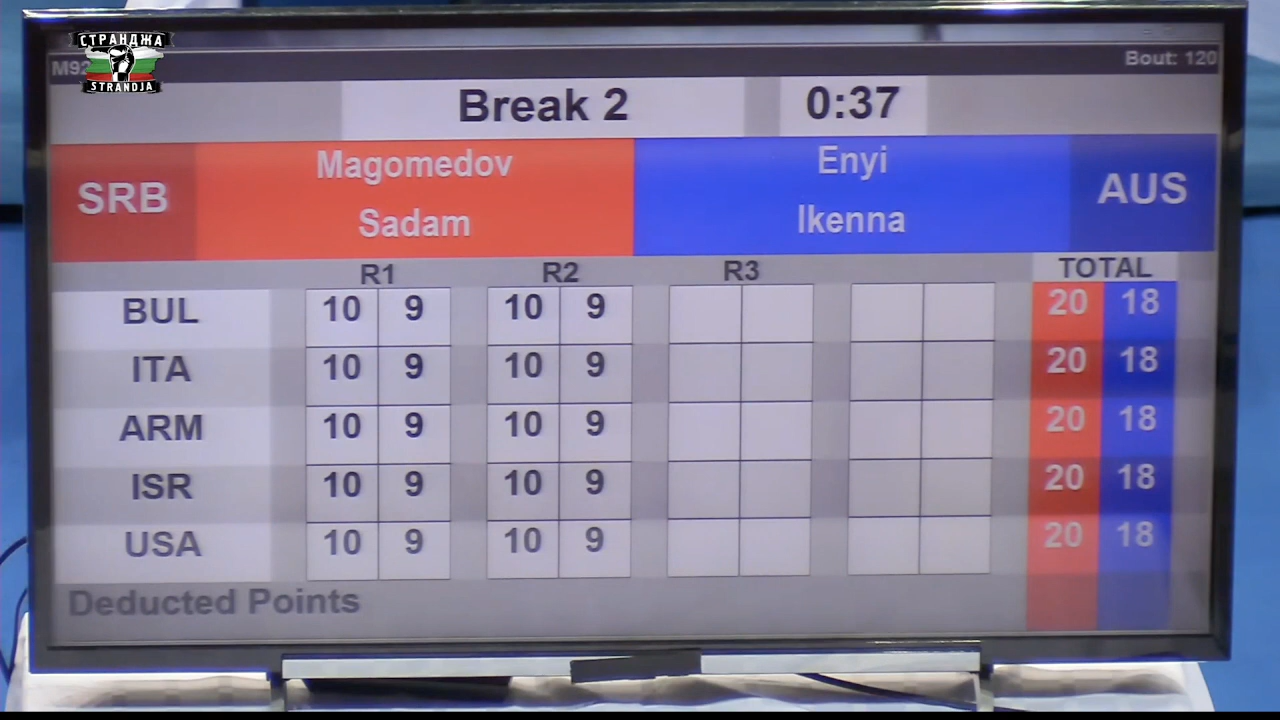 СТРАНДЖА
STRANDJA
M92
Bout: 120
Break 2 0:37
SRB Magomedov Sadam Enyi Ikenna AUS
R1 R2 R3 TOTAL
BUL 10 9 10 9 20 18
ITA 10 9 10 9 20 18
ARM 10 9 10 9 20 18
ISR 10 9 10 9 20 18
USA 10 9 10 9 20 18
Deducted Points